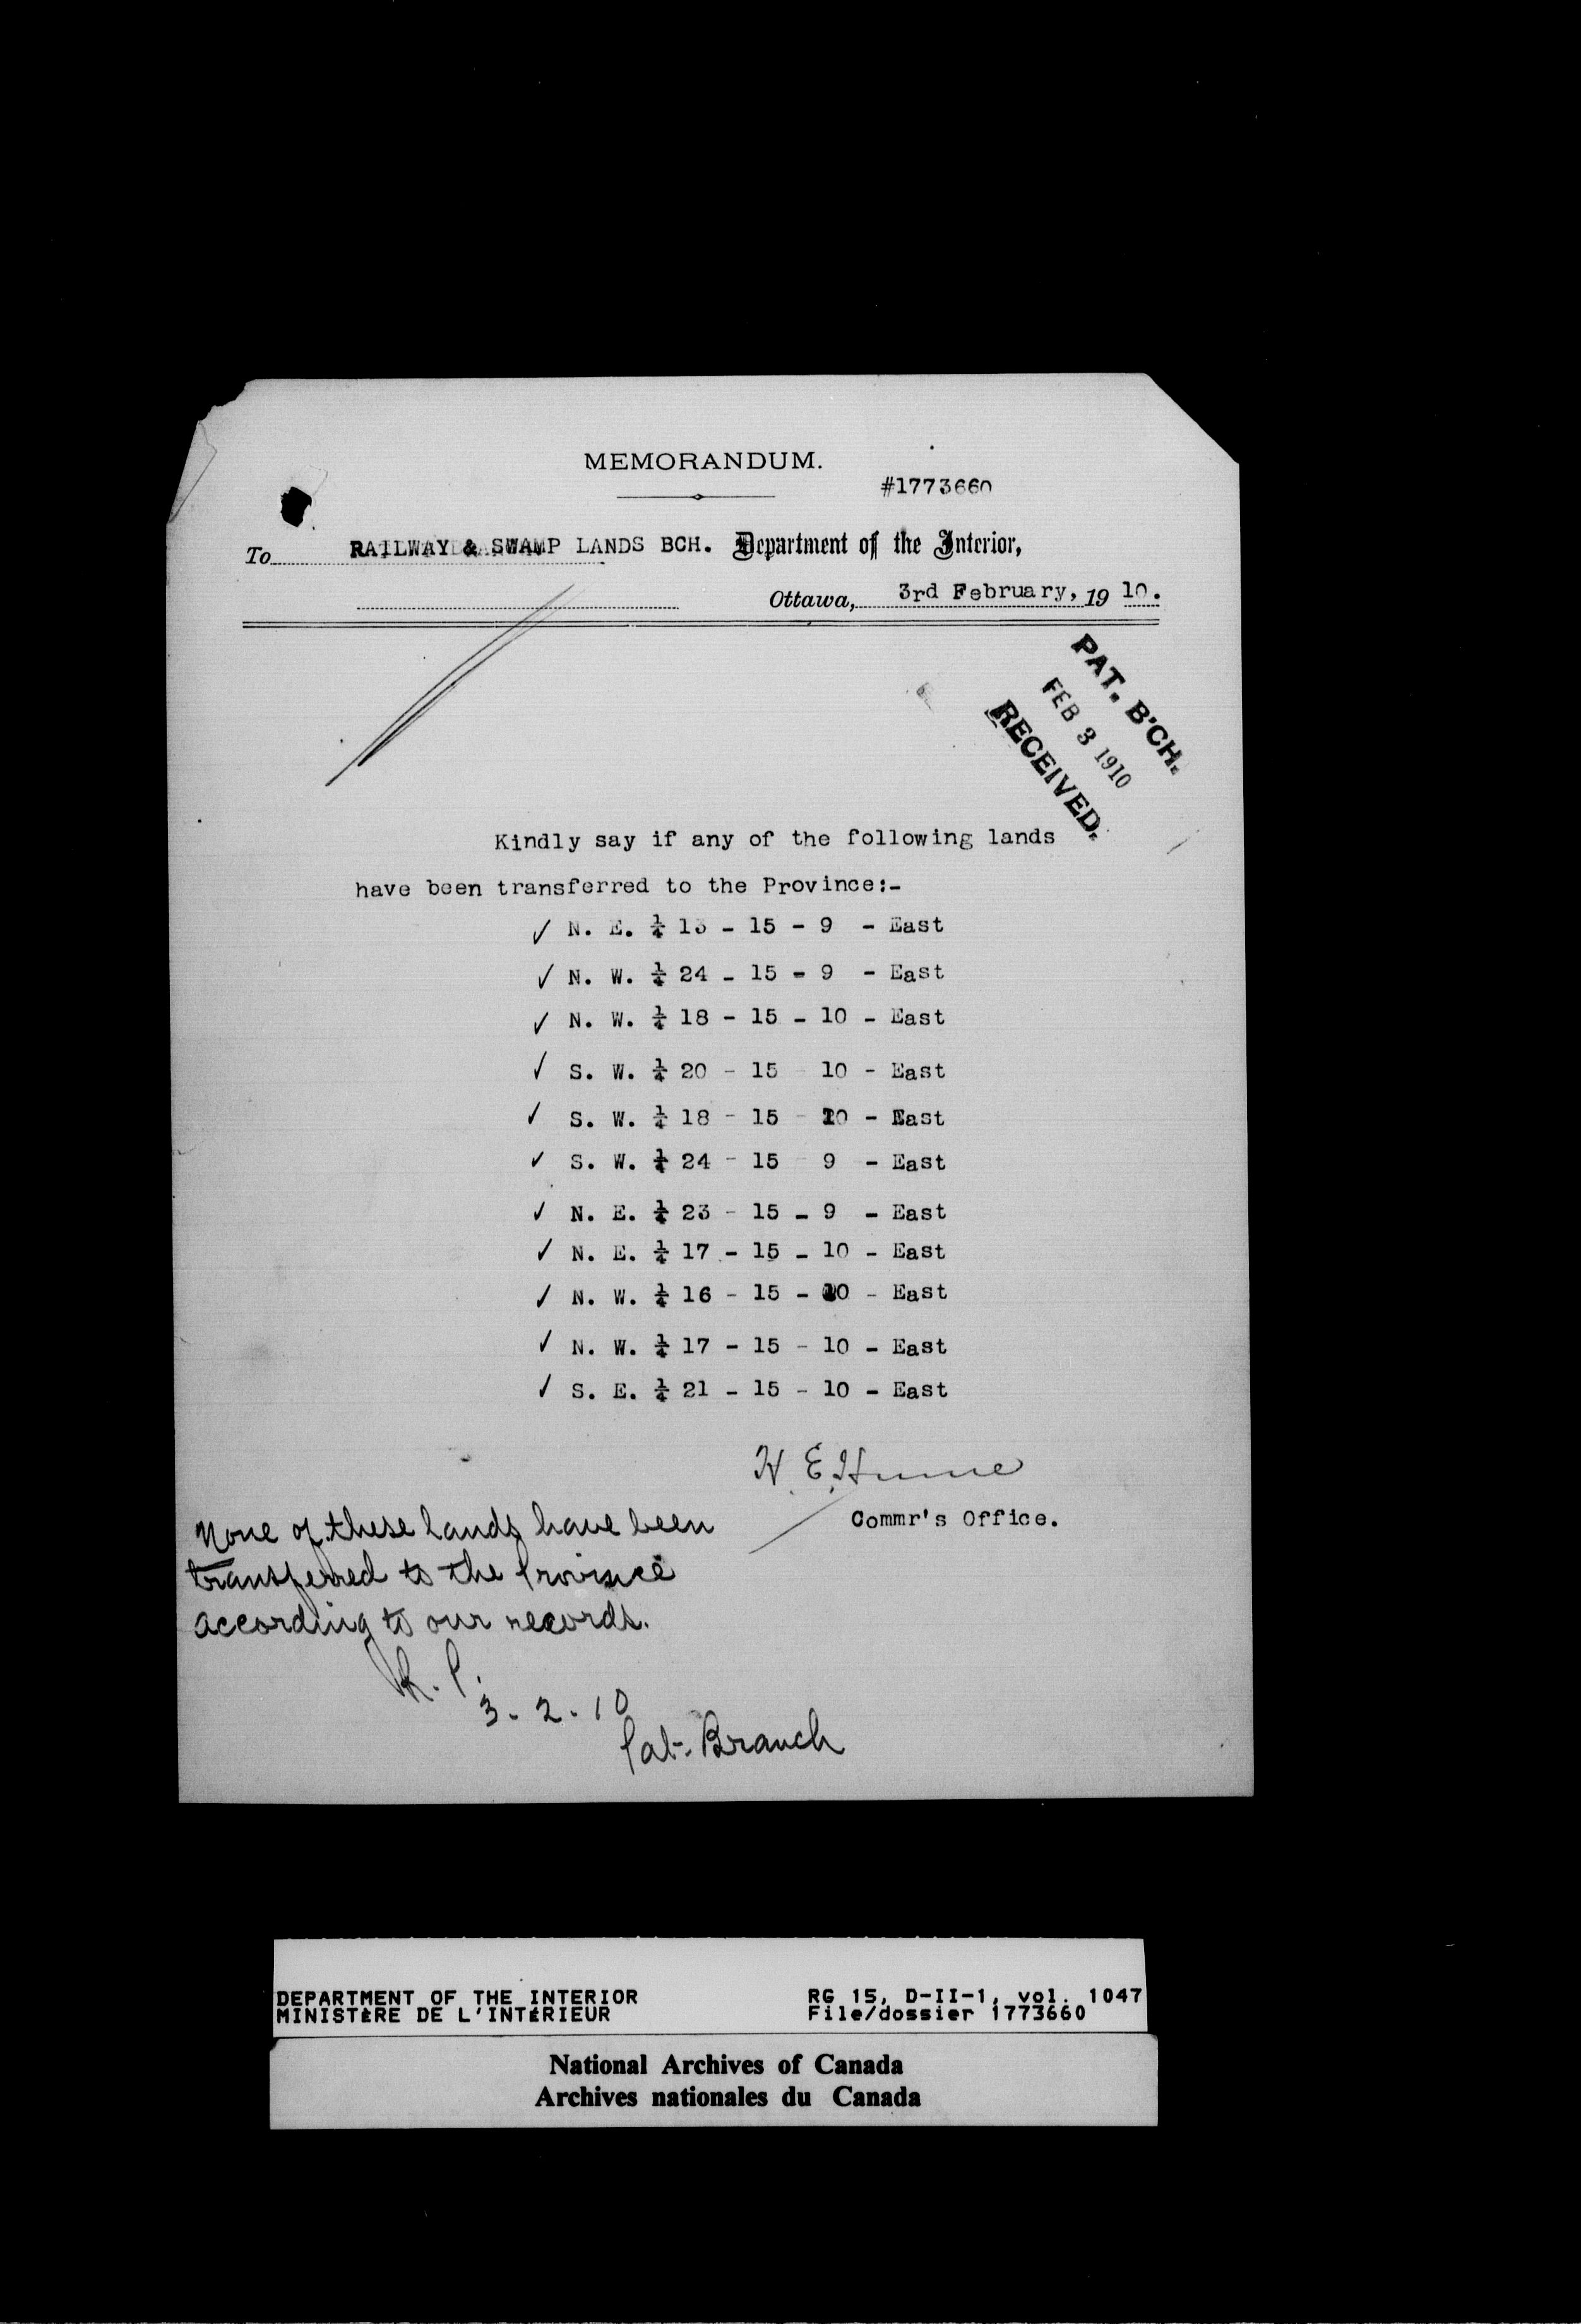 MEMORANDUM.
#1773660
To RAILWAY & SWAMP LANDS BCH. Department of the Interior,
Ottawa, 3rd February, 1910.
PAT. B'CH.
FEB 3 1910
RECEIVED.
Kindly say if any of the following lands
have been transferred to the Province:-
✓ N. E. ¼ 13 - 15 - 9 - East
✓ N. W. ¼ 24 - 15 - 9 - East
✓ N. W. ¼ 18 - 15 - 10 - East
✓ S. W. ¼ 20 - 15 10 - East
✓ S. W. ¼ 18 - 15 - 10 - East
✓ S. W. ¼ 24 - 15 9 - East
✓ N. E. ¼ 23 - 15 - 9 - East
✓ N. E. ¼ 17 - 15 - 10 - East
✓ N. W. ¼ 16 - 15 - 10 - East
✓ N. W. ¼ 17 - 15 - 10 - East
✓ S. E. ¼ 21 - 15 - 10 - East
H. E. Hume
Commr's Office.
None of these lands have been
transferred to the Province
according to our records.
3. 2. 10
Pat. Branch
DEPARTMENT OF THE INTERIOR RG 15, D-II-1, vol. 1047
MINISTÈRE DE L'INTÉRIEUR File/dossier 1773660
National Archives of Canada
Archives nationales du Canada